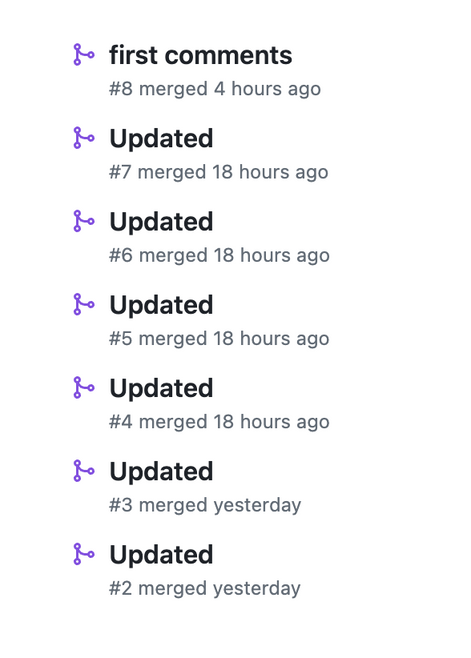 first comments
#8 merged 4 hours ago
Updated
#7 merged 18 hours ago
Updated
#6 merged 18 hours ago
Updated
#5 merged 18 hours ago
Updated
#4 merged 18 hours ago
Updated
#3 merged yesterday
Updated
#2 merged yesterday